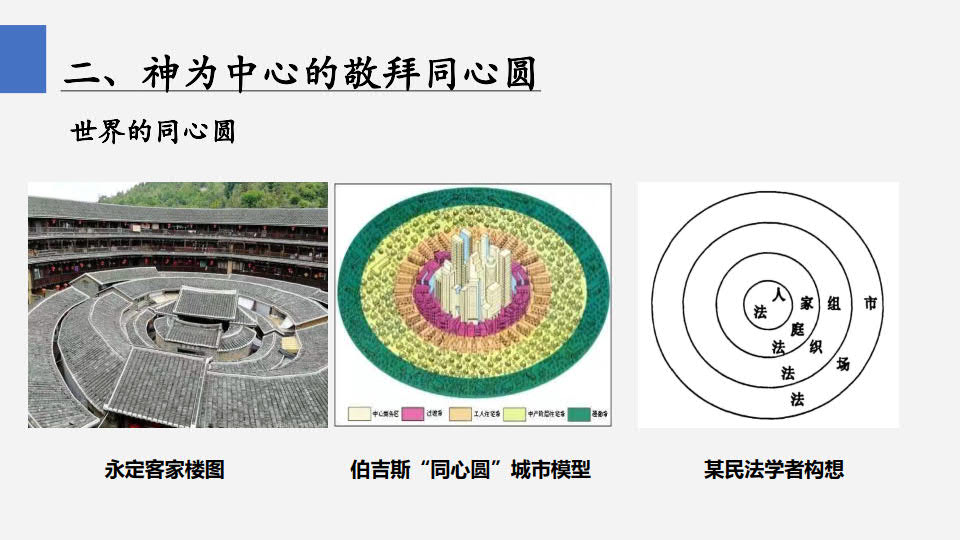 二、神为中心的敬拜同心圆
世界的同心圆
人 家 组 市
法 庭 织 场
法
法
法
中心商务区 过渡带 工人住宅带 中产阶层住宅带 通勤带
永定客家楼图 伯吉斯“同心圆”城市模型 某民法学者构想